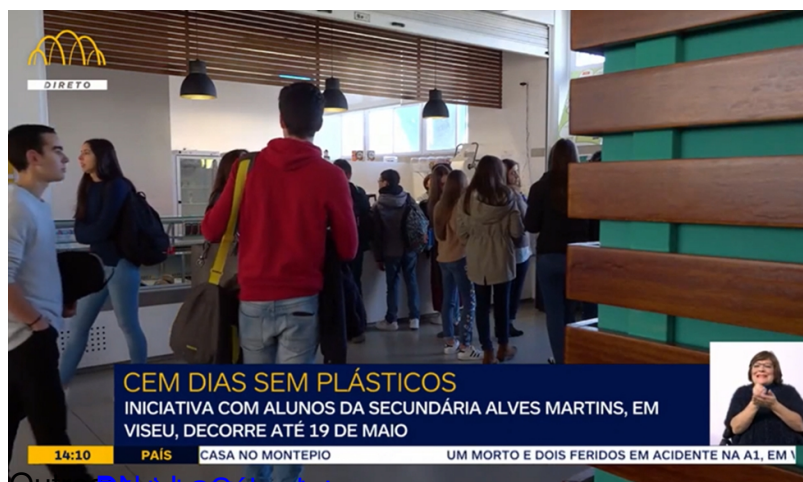 DIRETO
CEM DIAS SEM PLÁSTICOS
INICIATIVA COM ALUNOS DA SECUNDÁRIA ALVES MARTINS, EM
VISEU, DECORRE ATÉ 19 DE MAIO
14:10 PAÍS CASA NO MONTEPIO UM MORTO E DOIS FERIDOS EM ACIDENTE NA A1, EM